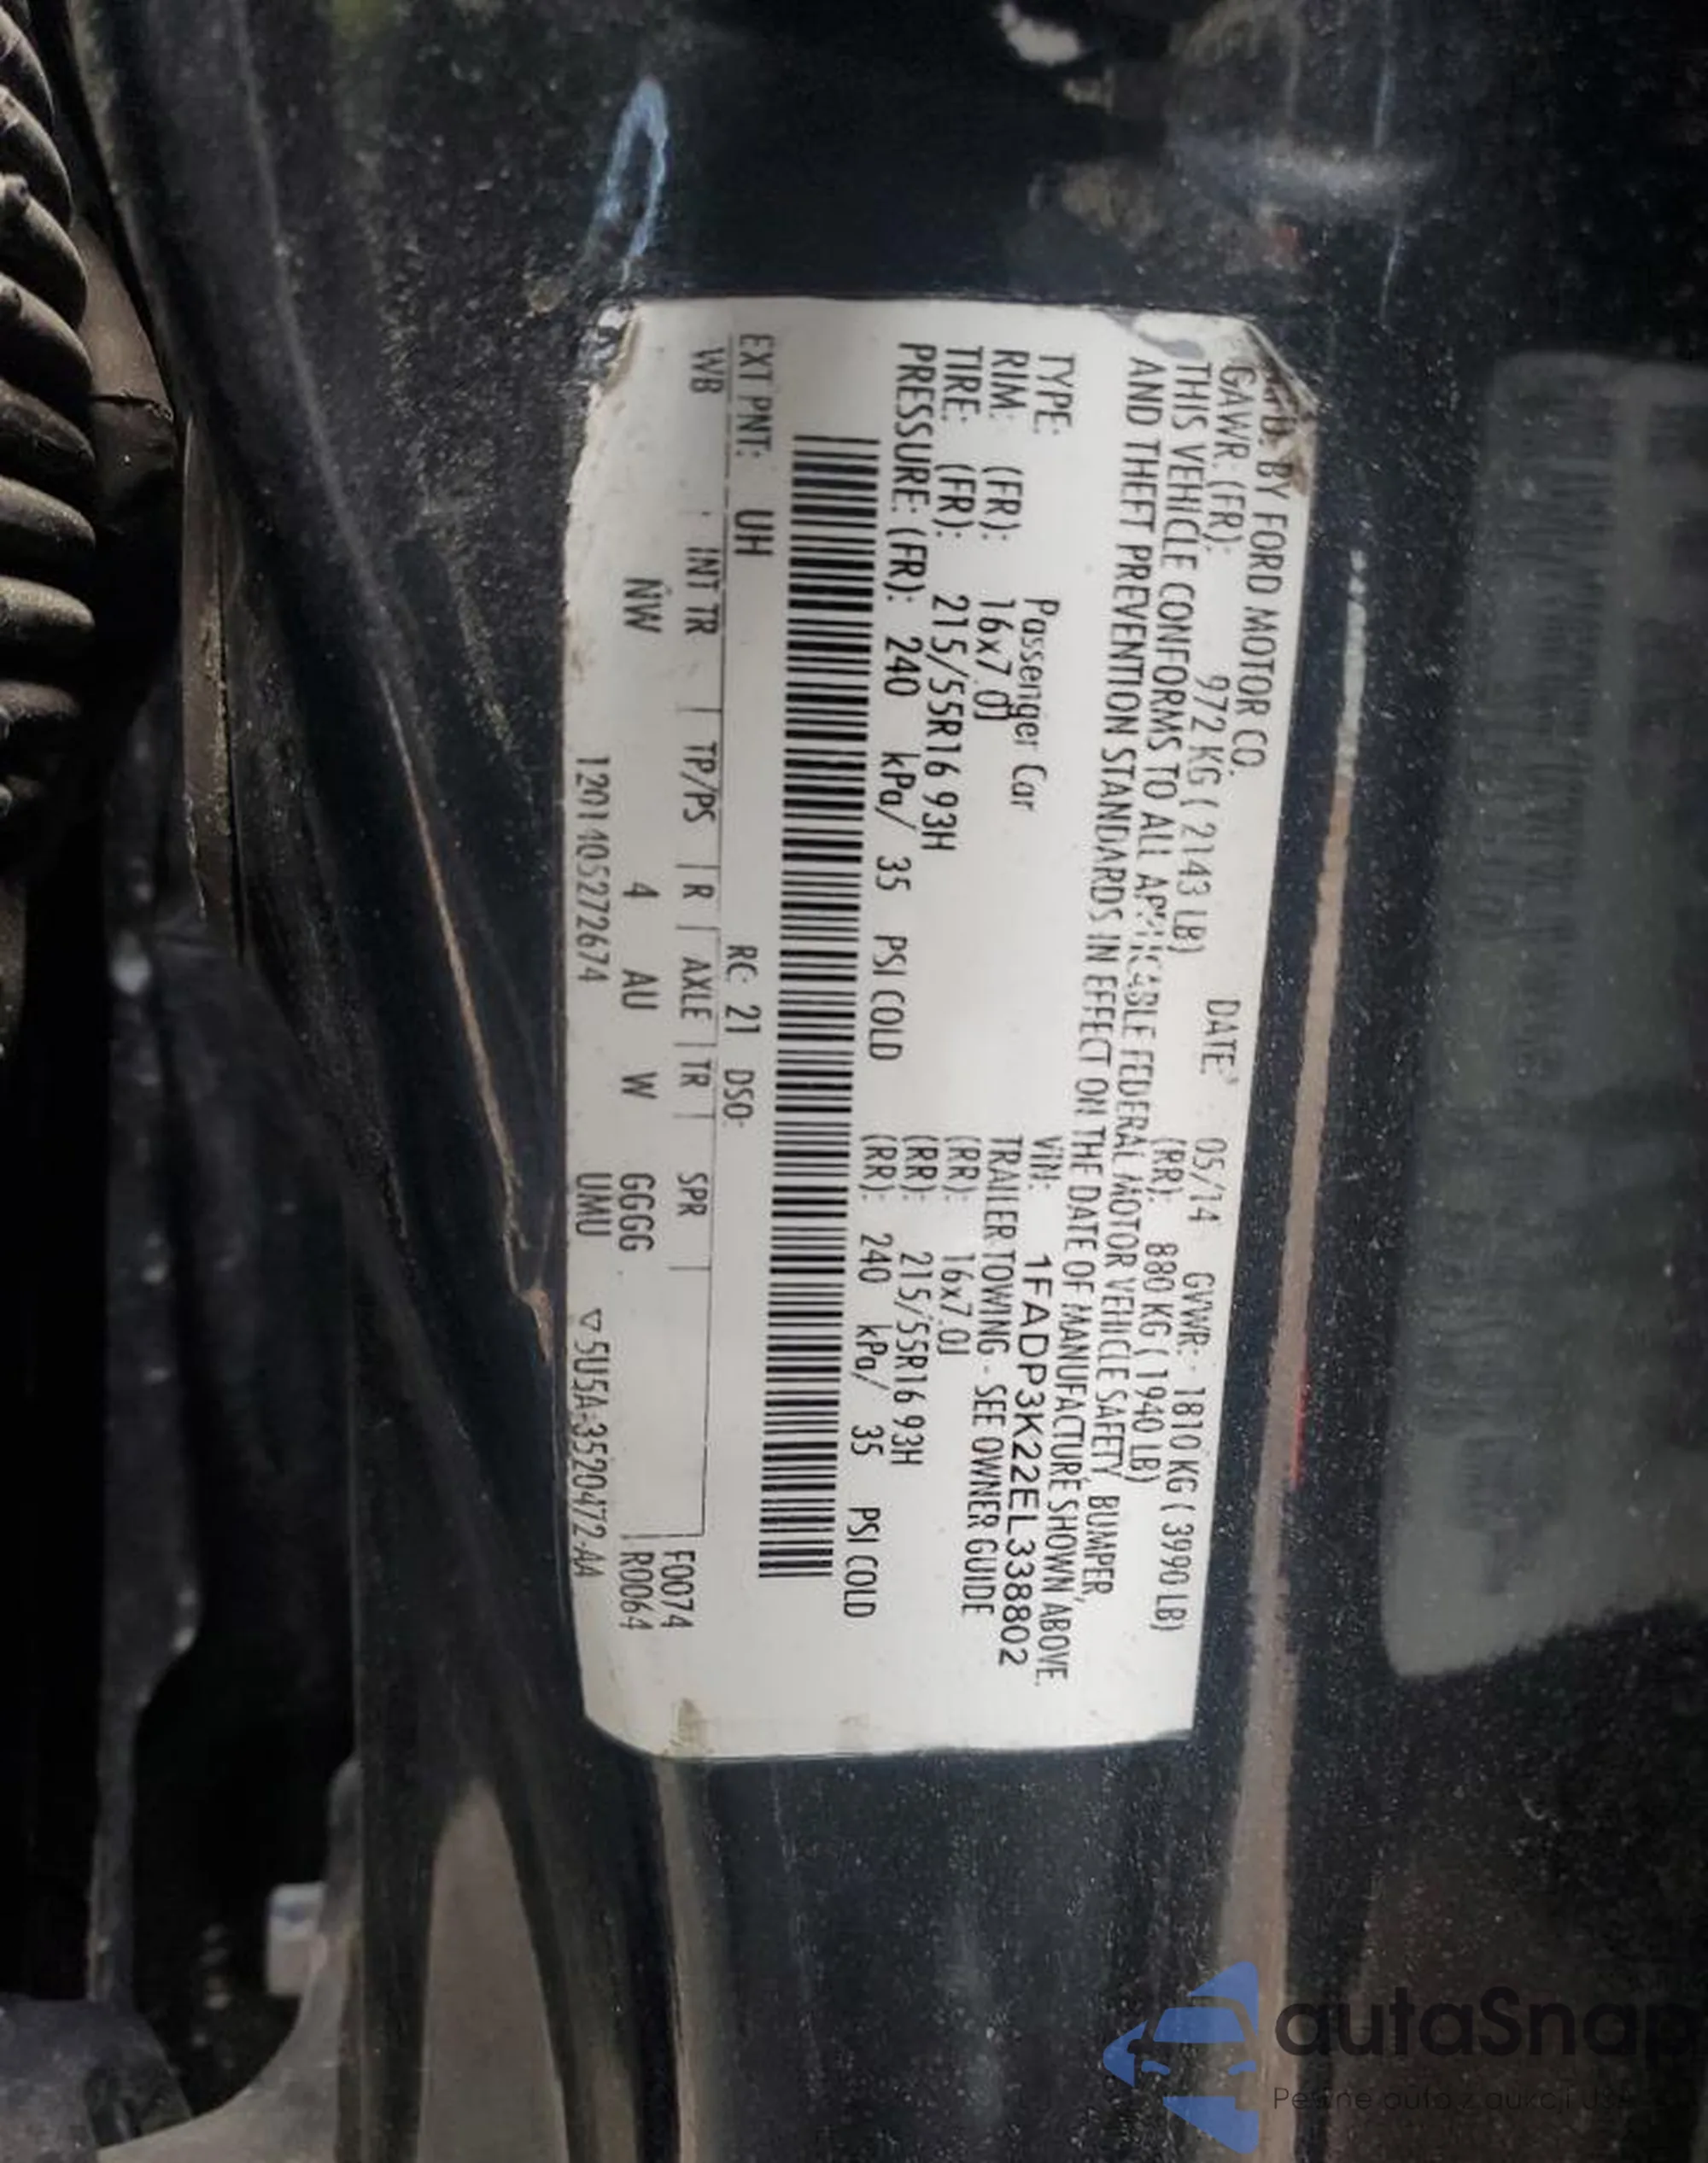 MFD. BY FORD MOTOR CO.
DATE: 05/14 GVWR: 1810 KG ( 3990 LB)
GAWR: (FR): 972 KG ( 2143 LB) (RR): 880 KG ( 1940 LB)
THIS VEHICLE CONFORMS TO ALL APPLICABLE FEDERAL MOTOR VEHICLE SAFETY, BUMPER,
AND THEFT PREVENTION STANDARDS IN EFFECT ON THE DATE OF MANUFACTURE SHOWN ABOVE.
VIN: 1FADP3K22EL338802
TYPE: Passenger Car TRAILER TOWING - SEE OWNER GUIDE
RIM: (FR): 16x7.0J (RR): 16x7.0J
TIRE: (FR): 215/55R16 93H (RR): 215/55R16 93H
PRESSURE: (FR): 240 kPa/ 35 PSI COLD (RR): 240 kPa/ 35 PSI COLD
EXT PNT: UH RC: 21 DSO:
WB INT TR TP/PS R AXLE TR SPR F0074
NW 4 AU W GGGG R0064
1201405272674 UMU ▽5U5A-3520472-AA
autaSnap
Pewne auto z aukcji